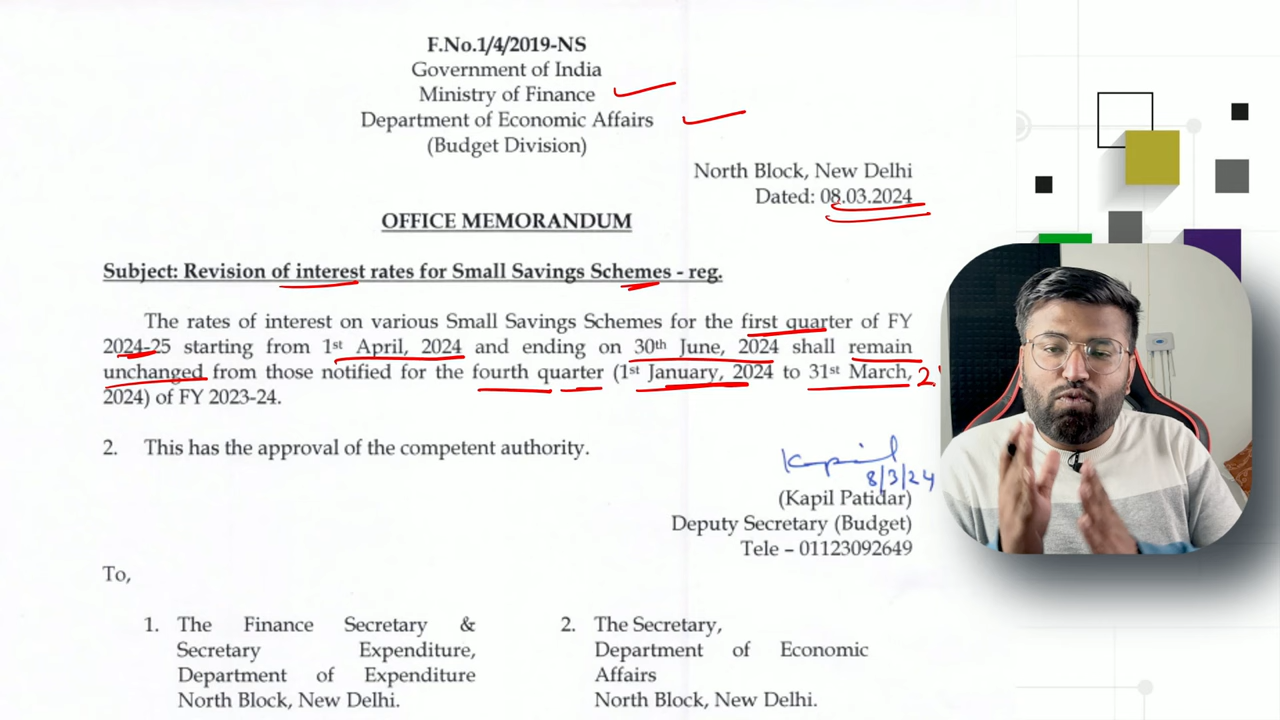 F.No.1/4/2019-NS
Government of India
Ministry of Finance
Department of Economic Affairs
(Budget Division)
North Block, New Delhi
Dated: 08.03.2024
OFFICE MEMORANDUM
Subject: Revision of interest rates for Small Savings Schemes - reg.
The rates of interest on various Small Savings Schemes for the first quarter of FY
2024-25 starting from 1st April, 2024 and ending on 30th June, 2024 shall remain
unchanged from those notified for the fourth quarter (1st January, 2024 to 31st March,
2024) of FY 2023-24.
2. This has the approval of the competent authority.
Kapil
8/3/24
(Kapil Patidar)
Deputy Secretary (Budget)
Tele – 01123092649
To,
1. The Finance Secretary &
Secretary Expenditure,
Department of Expenditure
North Block, New Delhi.
2. The Secretary,
Department of Economic
Affairs
North Block, New Delhi.